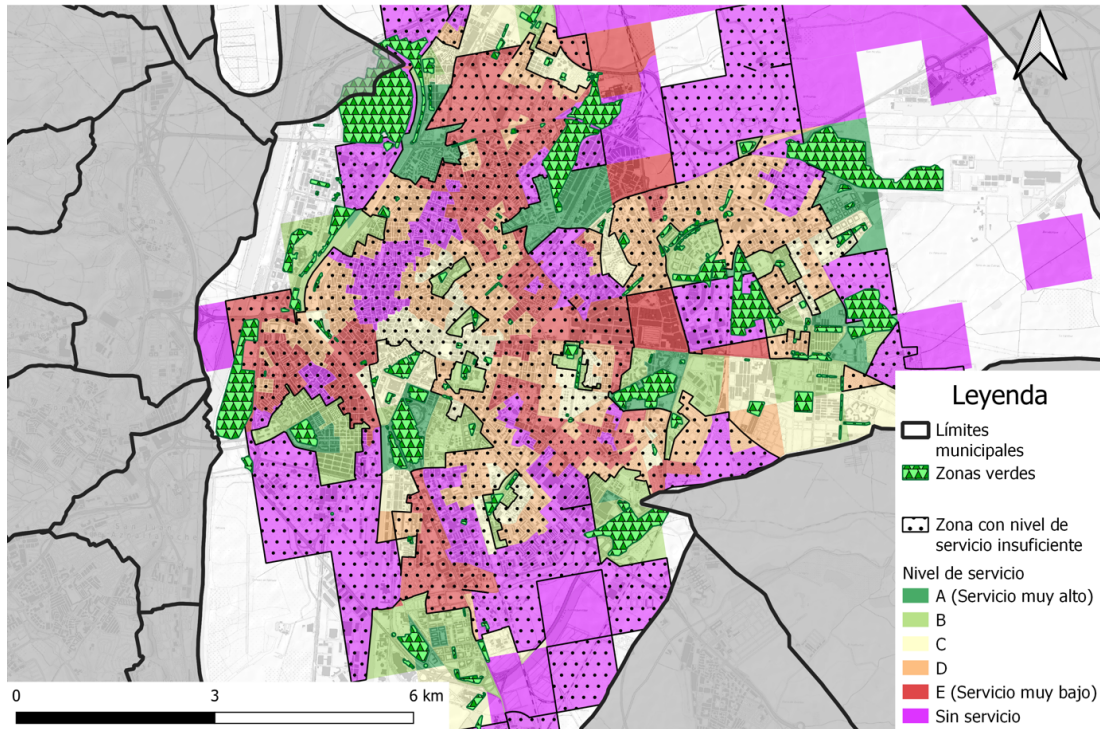 Leyenda
Límites
municipales
Zonas verdes
Zona con nivel de
servicio insuficiente
Nivel de servicio
A (Servicio muy alto)
B
C
D
E (Servicio muy bajo)
Sin servicio
0 3 6 km